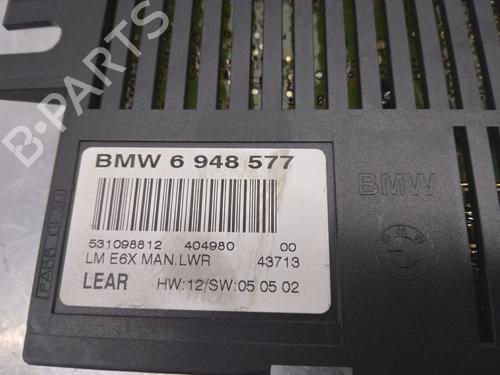 BMW 6 948 577
531098812 404980 00
LM E6X MAN.LWR 43713
LEAR HW:12/SW:05 05 02
BMW
B-PARTS